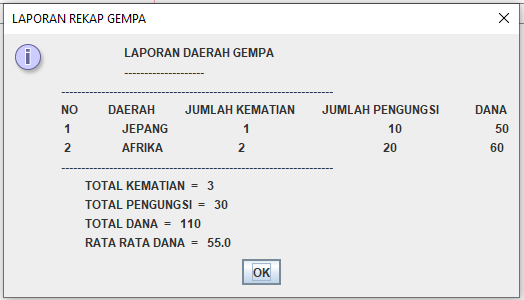 LAPORAN REKAP GEMPA
LAPORAN DAERAH GEMPA
--------------------
--------------------------------------------------------------------
NO DAERAH JUMLAH KEMATIAN JUMLAH PENGUNGSI DANA
1 JEPANG 1 10 50
2 AFRIKA 2 20 60
--------------------------------------------------------------------
TOTAL KEMATIAN = 3
TOTAL PENGUNGSI = 30
TOTAL DANA = 110
RATA RATA DANA = 55.0
OK